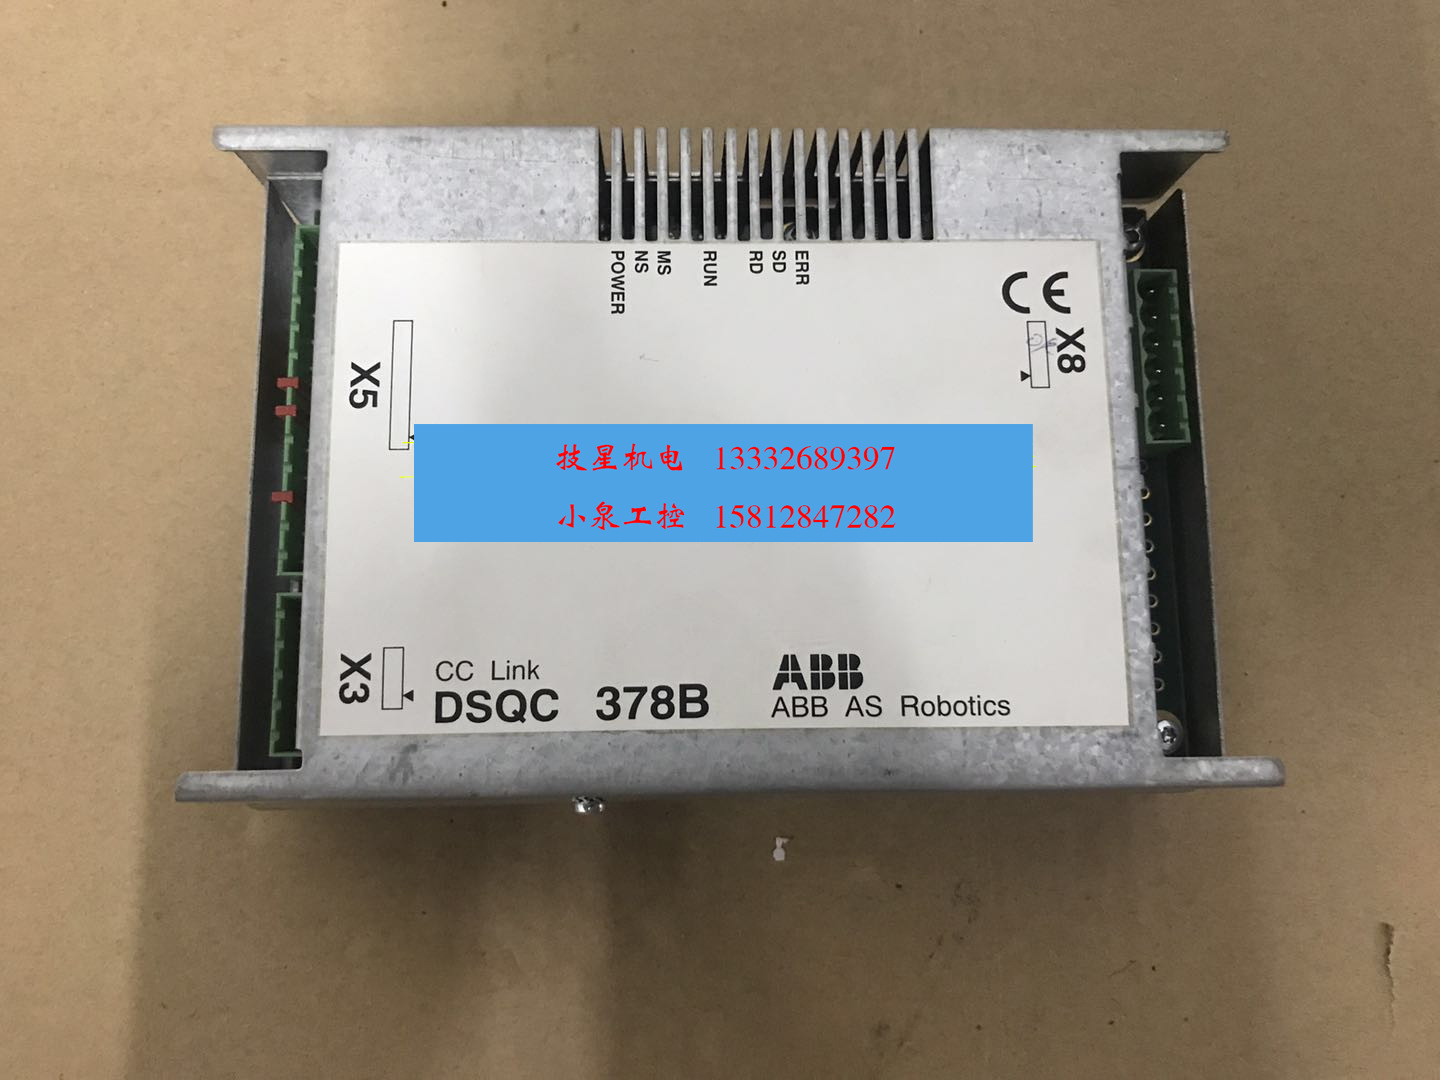 POWER
NS
MS
RUN
RD
SD
ERR
CE
X5
X8
技星机电 13332689397
小泉工控 15812847282
X3
CC Link
DSQC 378B
ABB
ABB AS Robotics